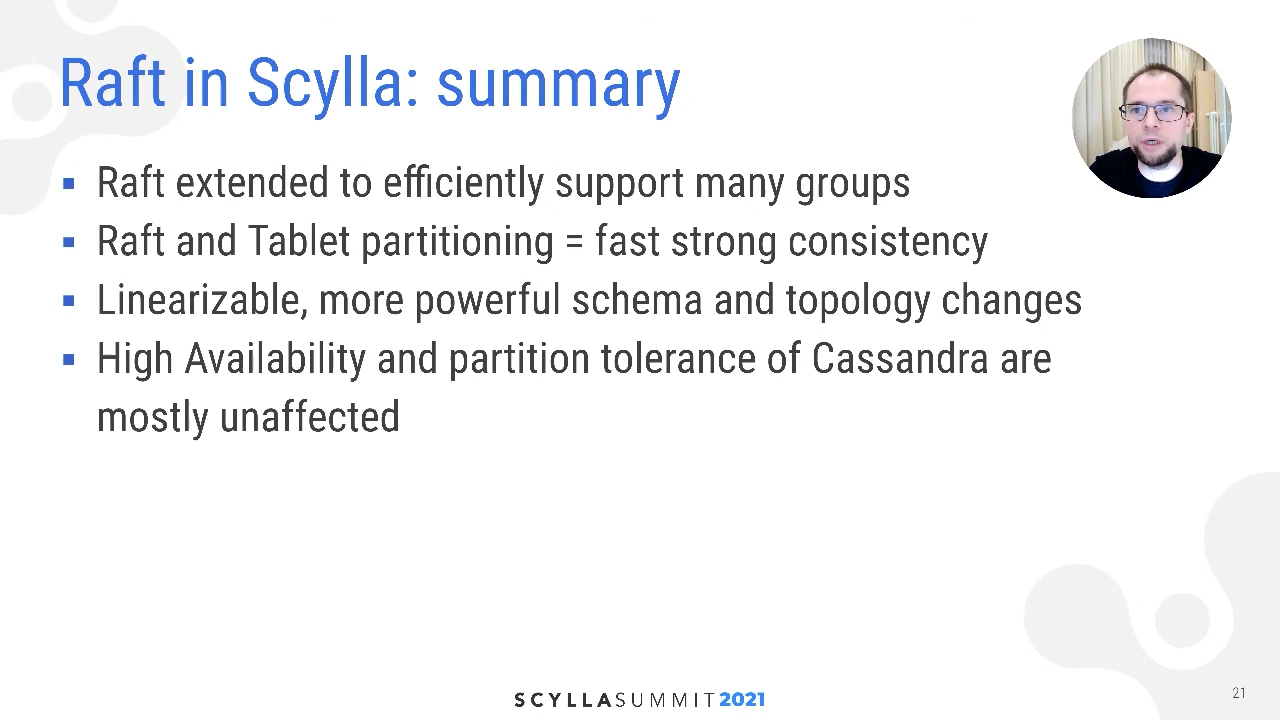 Raft in Scylla: summary
▪ Raft extended to efficiently support many groups
▪ Raft and Tablet partitioning = fast strong consistency
▪ Linearizable, more powerful schema and topology changes
▪ High Availability and partition tolerance of Cassandra are
mostly unaffected
SCYLLASUMMIT2021
21